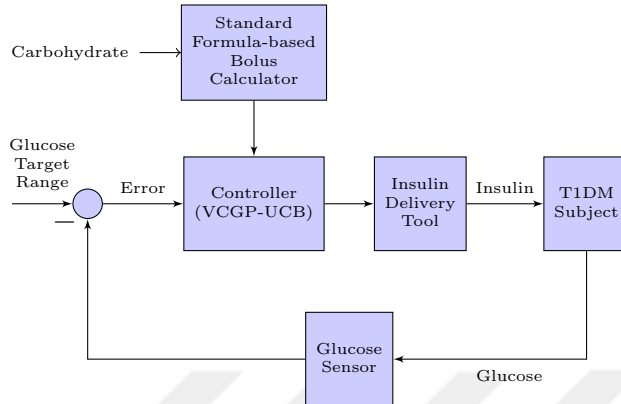 Standard
Formula-based
Bolus
Calculator
Carbohydrate
Glucose
Target
Range
Error
Controller
(VCGP-UCB)
Insulin
Delivery
Tool
Insulin
T1DM
Subject
Glucose
Sensor
Glucose